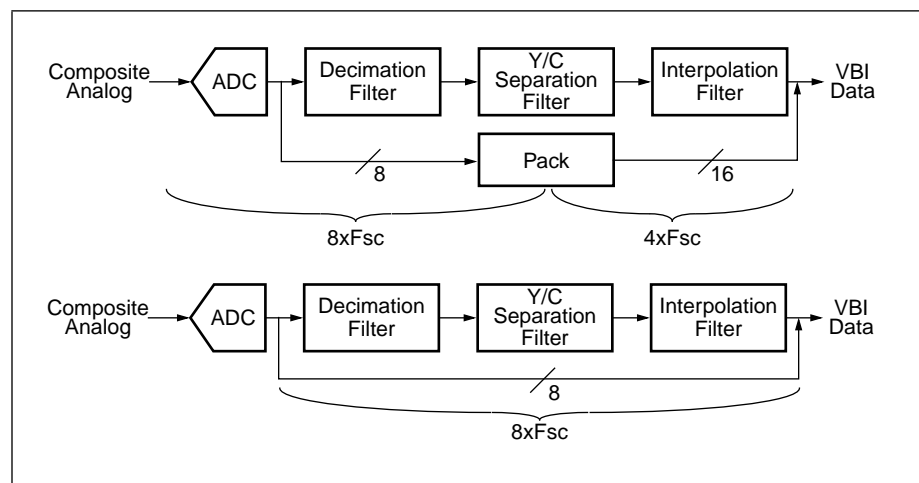 Composite
Analog
ADC
Decimation
Filter
Y/C
Separation
Filter
Interpolation
Filter
VBI
Data
8
Pack
16
8xFsc
4xFsc
Composite
Analog
ADC
Decimation
Filter
Y/C
Separation
Filter
Interpolation
Filter
VBI
Data
8
8xFsc